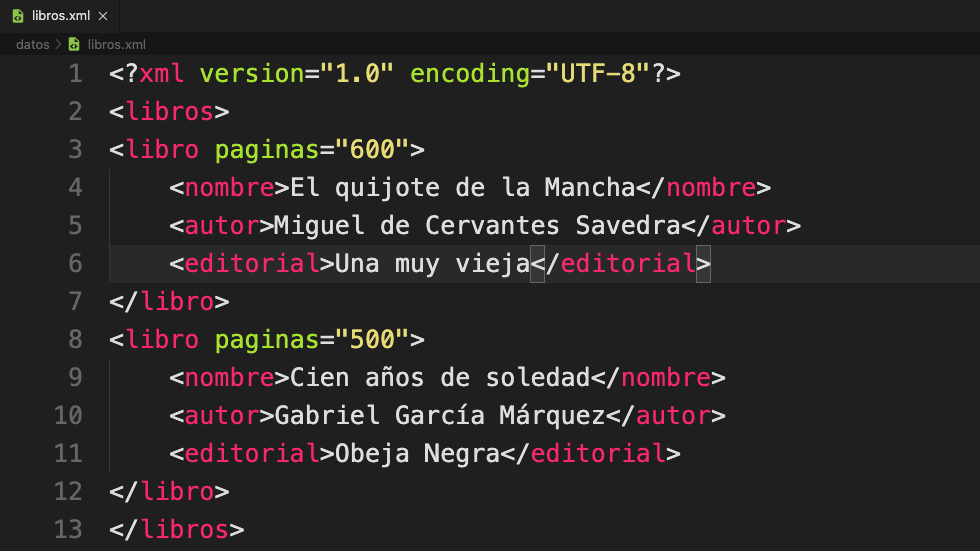 libros.xml ×
datos > libros.xml
1 <?xml version="1.0" encoding="UTF-8"?>
2 <libros>
3 <libro paginas="600">
4 <nombre>El quijote de la Mancha</nombre>
5 <autor>Miguel de Cervantes Savedra</autor>
6 <editorial>Una muy vieja</editorial>
7 </libro>
8 <libro paginas="500">
9 <nombre>Cien años de soledad</nombre>
10 <autor>Gabriel García Márquez</autor>
11 <editorial>Obeja Negra</editorial>
12 </libro>
13 </libros>